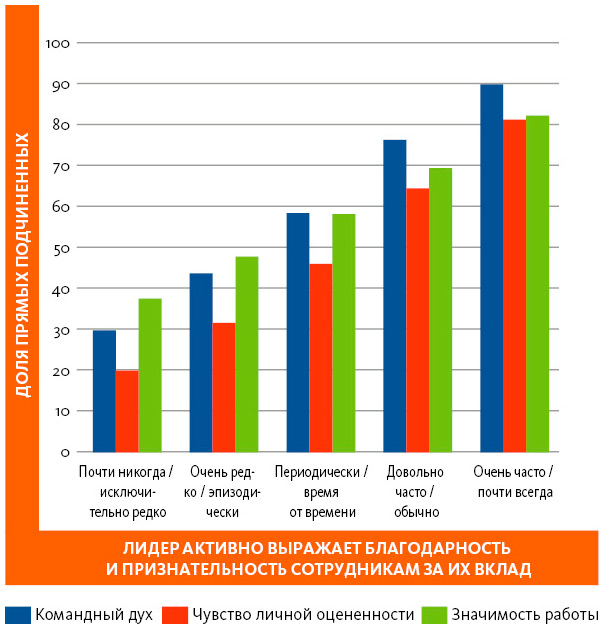 ДОЛЯ ПРЯМЫХ ПОДЧИНЕННЫХ
100
90
80
70
60
50
40
30
20
10
0
Почти никогда /
исключи-
тельно редко
Очень ред-
ко / эпизоди-
чески
Периодически /
время
от времени
Довольно
часто /
обычно
Очень часто /
почти всегда
ЛИДЕР АКТИВНО ВЫРАЖАЕТ БЛАГОДАРНОСТЬ
И ПРИЗНАТЕЛЬНОСТЬ СОТРУДНИКАМ ЗА ИХ ВКЛАД
Командный дух
Чувство личной оцененности
Значимость работы